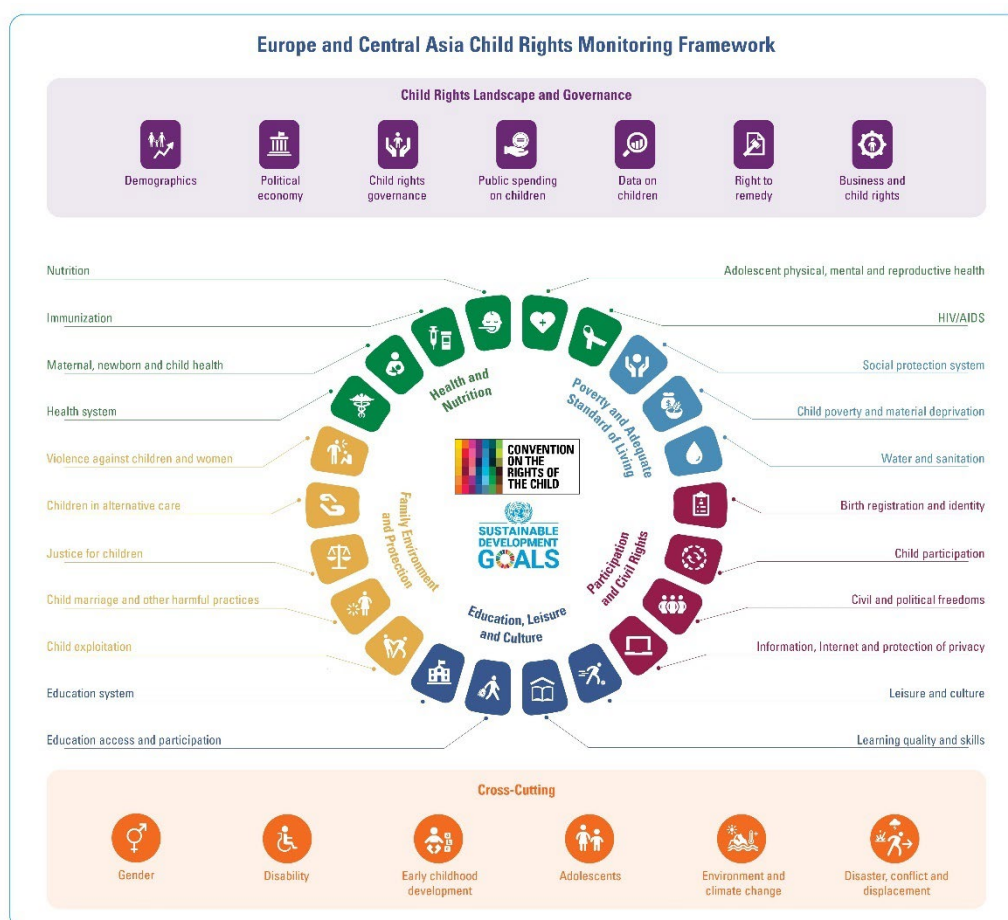 Europe and Central Asia Child Rights Monitoring Framework
Child Rights Landscape and Governance
Demographics
Political
economy
Child rights
governance
Public spending
on children
Data on
children
Right to
remedy
Business and
child rights
Nutrition
Immunization
Maternal, newborn and child health
Health system
Violence against children and women
Children in alternative care
Justice for children
Child marriage and other harmful practices
Child exploitation
Education system
Education access and participation
Adolescent physical, mental and reproductive health
HIV/AIDS
Social protection system
Child poverty and material deprivation
Water and sanitation
Birth registration and identity
Child participation
Civil and political freedoms
Information, Internet and protection of privacy
Leisure and culture
Learning quality and skills
Health and
Nutrition
Poverty and Adequate
Standard of Living
Family Environment
and Protection
Participation
and Civil Rights
Education, Leisure
and Culture
CONVENTION
ON THE
RIGHTS OF
THE CHILD
SUSTAINABLE
DEVELOPMENT
GOALS
Cross-Cutting
Gender
Disability
Early childhood
development
Adolescents
Environment and
climate change
Disaster, conflict and
displacement